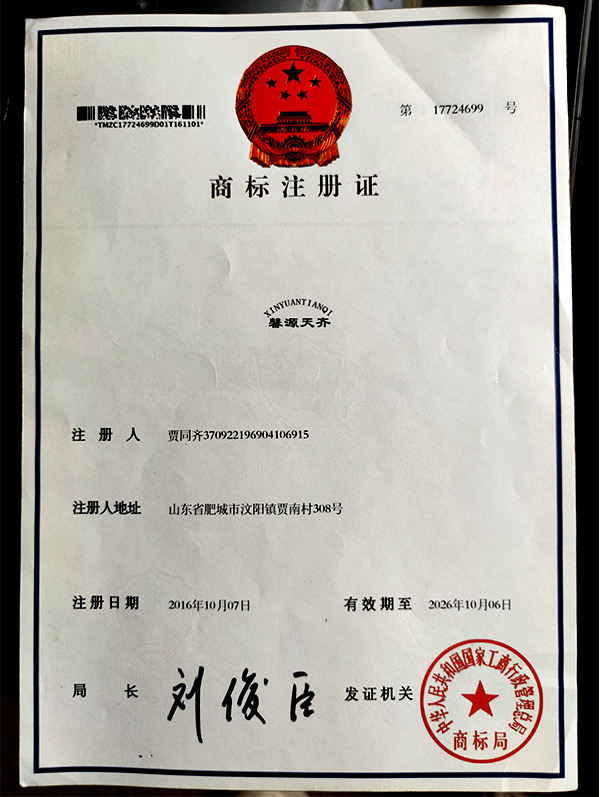 *TMZC17724699D01T161101*
第 17724699 号
商标注册证
XINYUANTIANQI
馨源天齐
注册人 贾同齐370922196904106915
注册人地址 山东省肥城市汶阳镇贾南村308号
注册日期 2016年10月07日 有效期至 2026年10月06日
局长 刘俊臣 发证机关
中华人民共和国国家工商行政管理总局
商标局